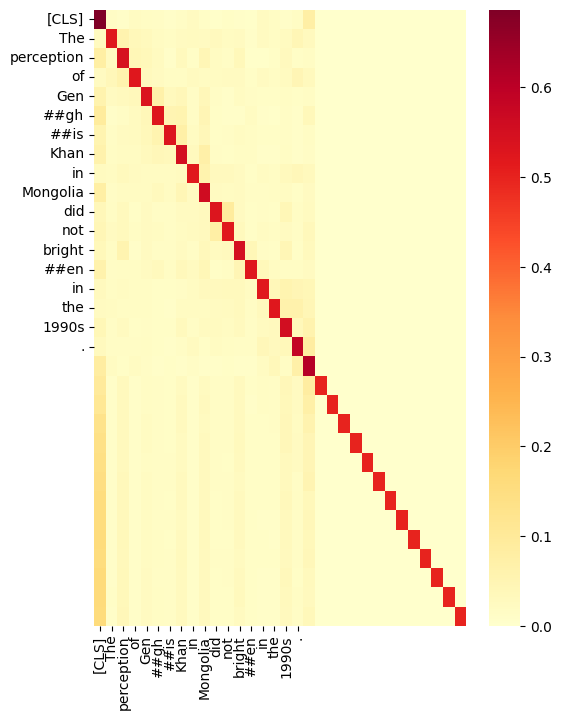 [CLS]
The
perception
of
Gen
##gh
##is
Khan
in
Mongolia
did
not
bright
##en
in
the
1990s
.
0.6
0.5
0.4
0.3
0.2
0.1
0.0
[CLS]
The
perception
of
Gen
##gh
##is
Khan
in
Mongolia
did
not
bright
##en
in
the
1990s
.